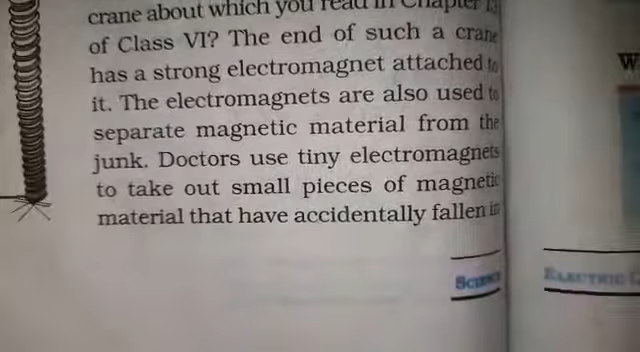 crane about which you read in Chapter
of Class VI? The end of such a crane
has a strong electromagnet attached to
it. The electromagnets are also used to
separate magnetic material from the
junk. Doctors use tiny electromagnets
to take out small pieces of magnetic
material that have accidentally fallen in
Science
W
Electric